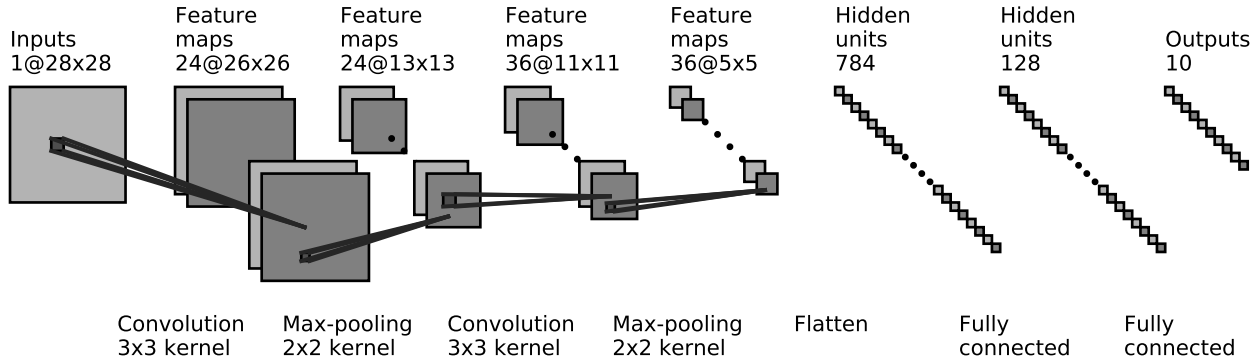 Inputs
1@28x28
Feature
maps
24@26x26
Feature
maps
24@13x13
Feature
maps
36@11x11
Feature
maps
36@5x5
Hidden
units
784
Hidden
units
128
Outputs
10
Convolution
3x3 kernel
Max-pooling
2x2 kernel
Convolution
3x3 kernel
Max-pooling
2x2 kernel
Flatten
Fully
connected
Fully
connected